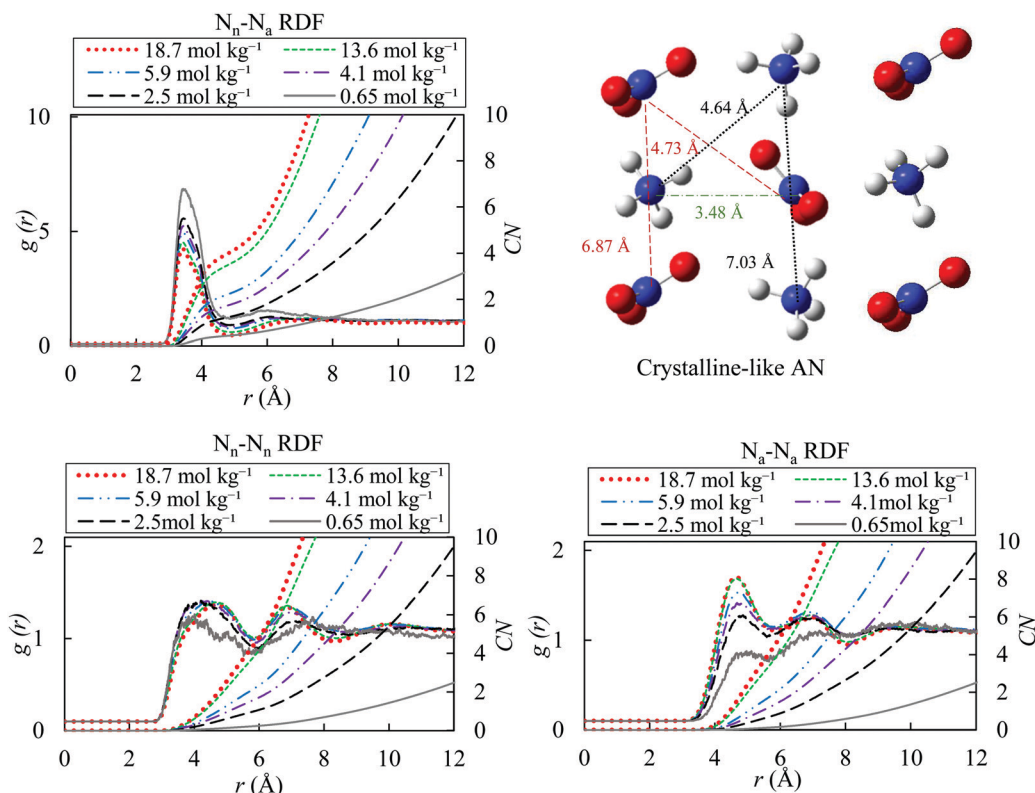 Nn-Na RDF
18.7 mol kg−1 13.6 mol kg−1
5.9 mol kg−1 4.1 mol kg−1
2.5 mol kg−1 0.65 mol kg−1
10 10
8
6
5
4
2
0 0
g(r)
CN
0 2 4 6 8 10 12
r (Å)
4.64 Å
4.73 Å
3.48 Å
6.87 Å
7.03 Å
Crystalline-like AN
Nn-Nn RDF
18.7 mol kg−1 13.6 mol kg−1
5.9 mol kg−1 4.1 mol kg−1
2.5mol kg−1 0.65 mol kg−1
2 10
8
6
1
4
2
0 0
g(r)
CN
0 2 4 6 8 10 12
r (Å)
Na-Na RDF
18.7 mol kg−1 13.6 mol kg−1
5.9 mol kg−1 4.1mol kg−1
2.5 mol kg−1 0.65mol kg−1
2 10
8
6
1
4
2
0 0
g(r)
CN
0 2 4 6 8 10 12
r (Å)